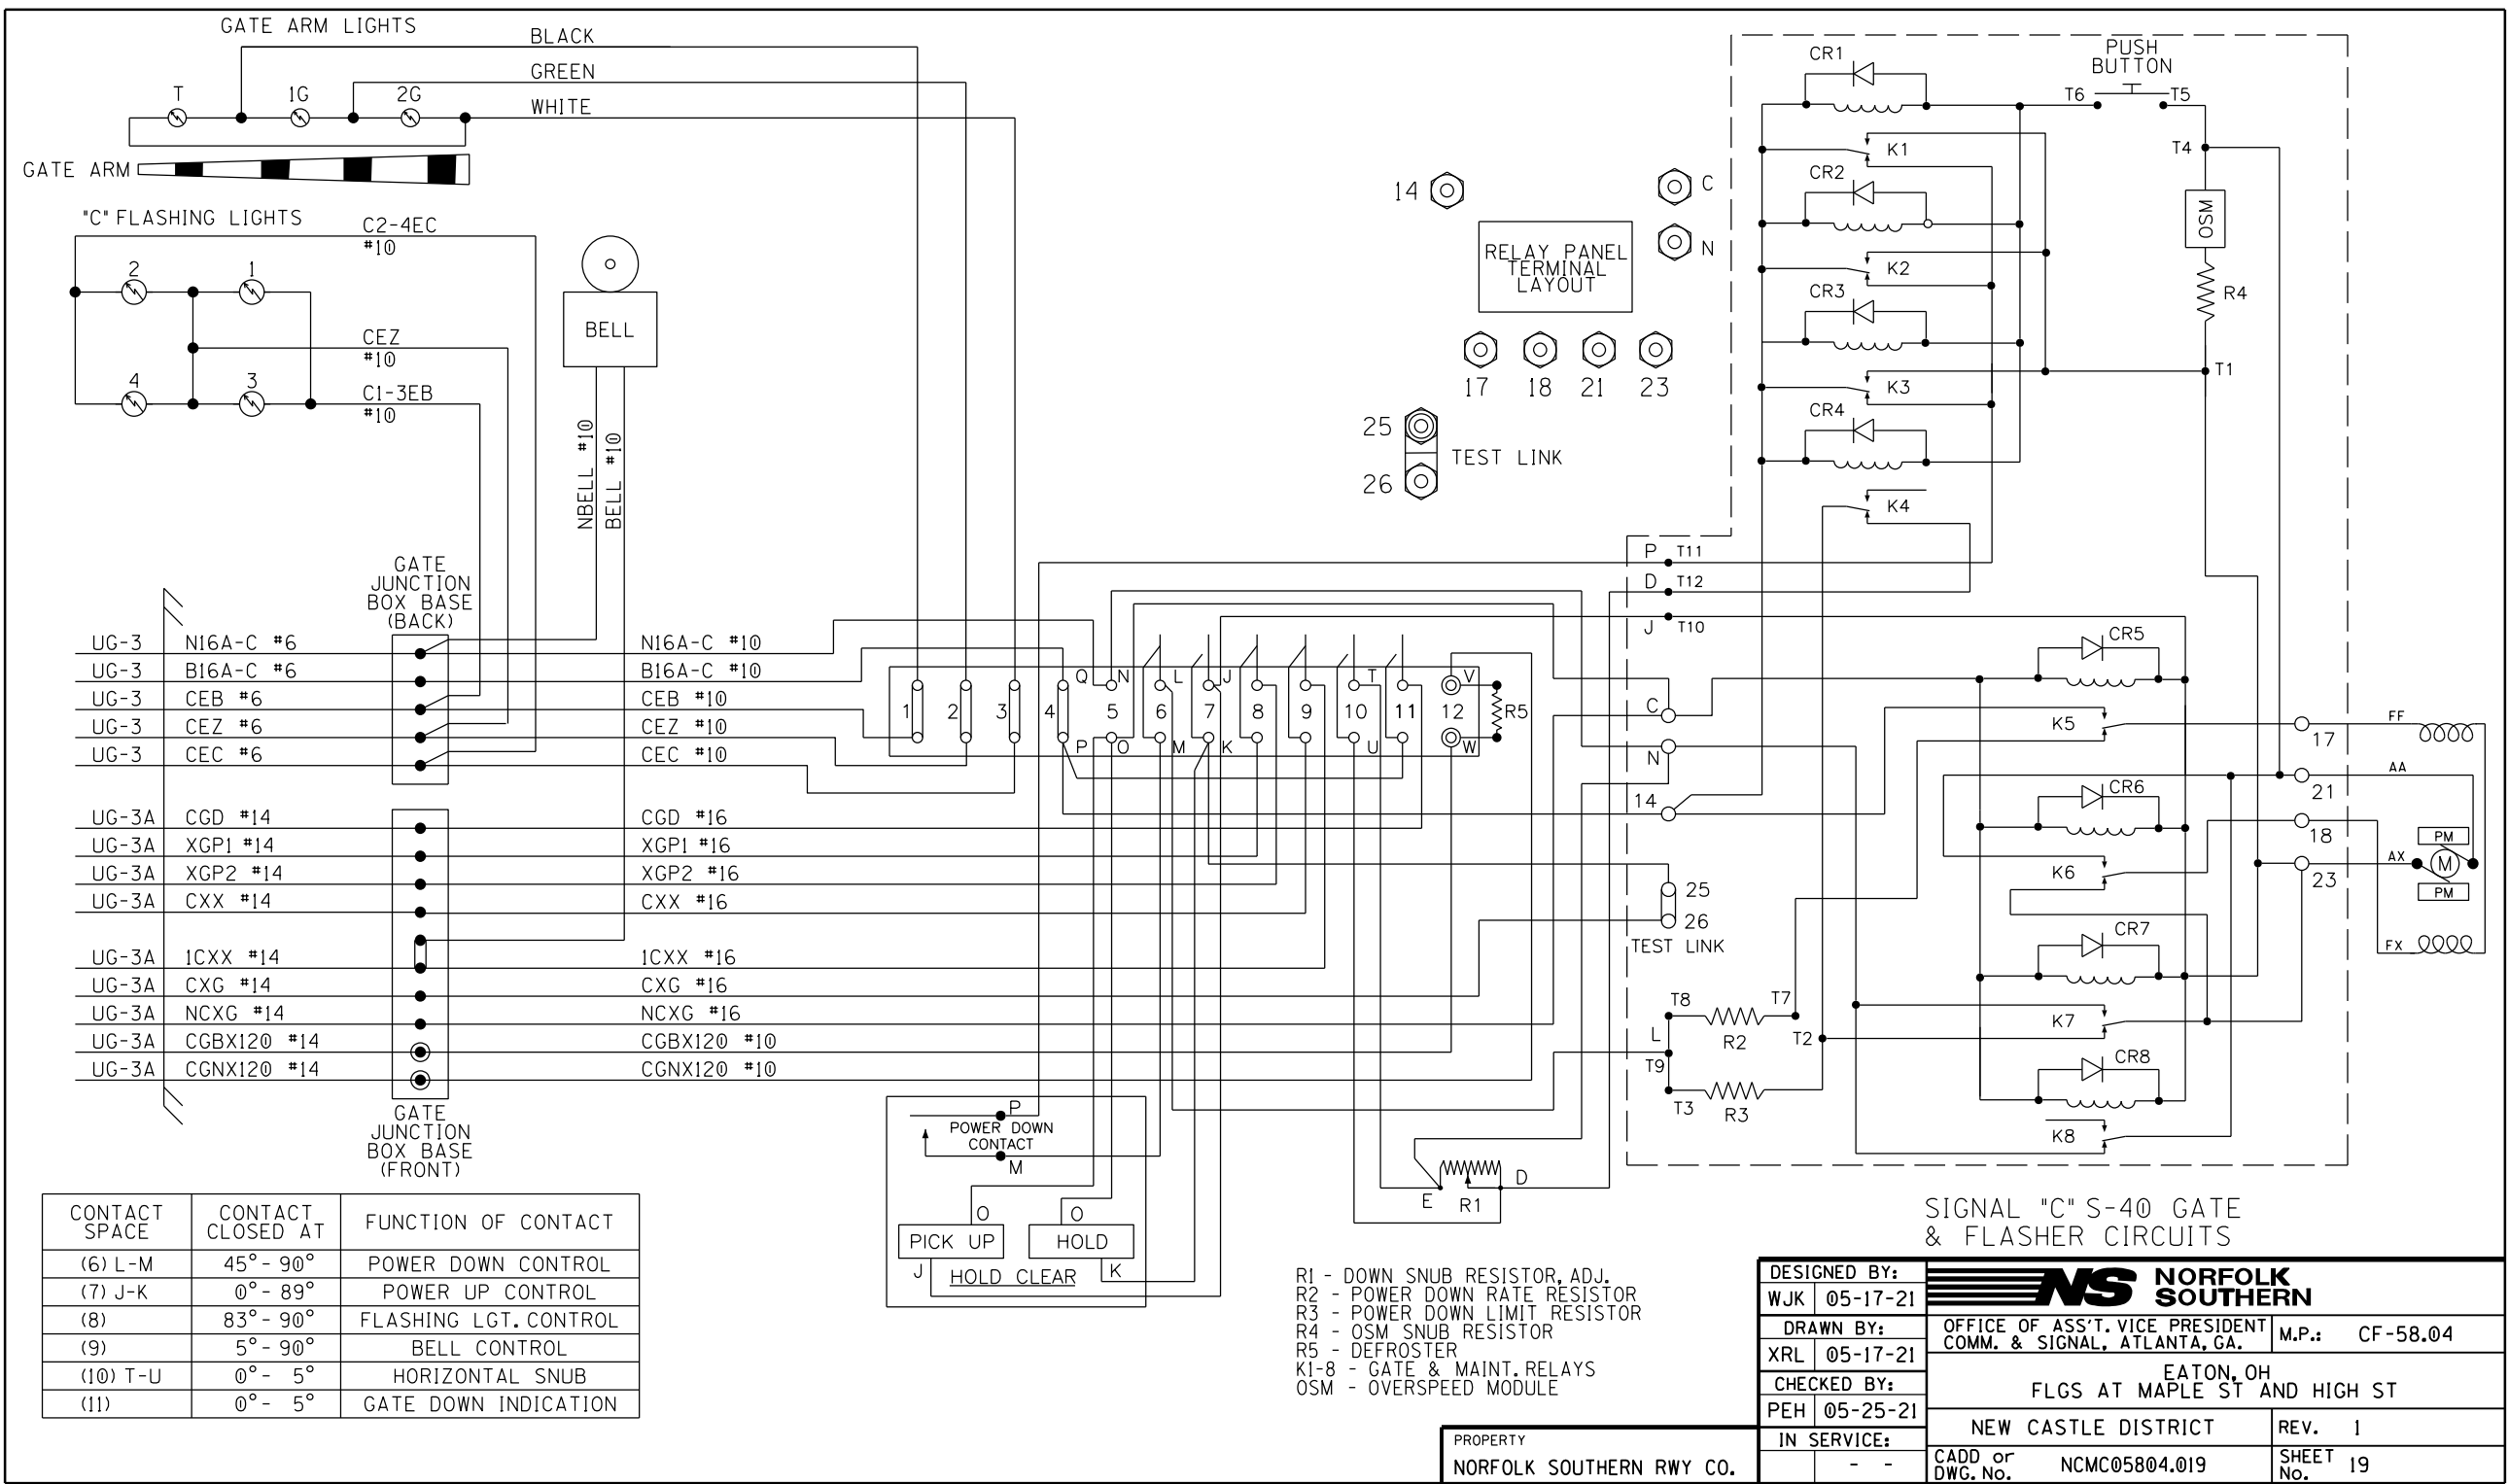 GATE ARM LIGHTS
BLACK
GREEN
WHITE
T
1G
2G
GATE ARM
"C" FLASHING LIGHTS
C2-4EC
#10
2
1
CEZ
#10
4
3
C1-3EB
#10
BELL
NBELL #10
BELL #10
14
C
N
RELAY PANEL
TERMINAL
LAYOUT
17
18
21
23
25
26
TEST LINK
CR1
PUSH
BUTTON
T6
T5
K1
T4
CR2
OSM
K2
R4
CR3
K3
T1
CR4
K4
P
T11
D
T12
J
T10
GATE
JUNCTION
BOX BASE
(BACK)
UG-3 N16A-C #6 N16A-C #10
UG-3 B16A-C #6 B16A-C #10
UG-3 CEB #6 CEB #10
UG-3 CEZ #6 CEZ #10
UG-3 CEC #6 CEC #10
UG-3A CGD #14 CGD #16
UG-3A XGP1 #14 XGP1 #16
UG-3A XGP2 #14 XGP2 #16
UG-3A CXX #14 CXX #16
UG-3A 1CXX #14 1CXX #16
UG-3A CXG #14 CXG #16
UG-3A NCXG #14 NCXG #16
UG-3A CGBX120 #14 CGBX120 #10
UG-3A CGNX120 #14 CGNX120 #10
GATE
JUNCTION
BOX BASE
(FRONT)
Q N L J T V
1 2 3 4 5 6 7 8 9 10 11 12 R5
P O M K U W
C
N
14
25
26
TEST LINK
T8
T7
L
R2
T2
T9
T3
R3
CR5
K5
17
FF
AA
21
CR6
18
PM
K6
AX
M
23
PM
CR7
FX
K7
CR8
K8
P
POWER DOWN
CONTACT
M
O
O
PICK UP
HOLD
J
HOLD CLEAR
K
E
R1
D
CONTACT
SPACE
CONTACT
CLOSED AT
FUNCTION OF CONTACT
(6) L-M 45°- 90° POWER DOWN CONTROL
(7) J-K 0°- 89° POWER UP CONTROL
(8) 83°- 90° FLASHING LGT. CONTROL
(9) 5°- 90° BELL CONTROL
(10) T-U 0°- 5° HORIZONTAL SNUB
(11) 0°- 5° GATE DOWN INDICATION
R1 - DOWN SNUB RESISTOR, ADJ.
R2 - POWER DOWN RATE RESISTOR
R3 - POWER DOWN LIMIT RESISTOR
R4 - OSM SNUB RESISTOR
R5 - DEFROSTER
K1-8 - GATE & MAINT. RELAYS
OSM - OVERSPEED MODULE
SIGNAL "C" S-40 GATE
& FLASHER CIRCUITS
DESIGNED BY:
WJK 05-17-21
DRAWN BY:
XRL 05-17-21
CHECKED BY:
PEH 05-25-21
IN SERVICE:
- -
NS NORFOLK
SOUTHERN
OFFICE OF ASS'T. VICE PRESIDENT
COMM. & SIGNAL, ATLANTA, GA.
M.P.: CF-58.04
EATON, OH
FLGS AT MAPLE ST AND HIGH ST
NEW CASTLE DISTRICT
REV. 1
CADD or
DWG. No.
NCMC05804.019
SHEET
No.
19
PROPERTY
NORFOLK SOUTHERN RWY CO.